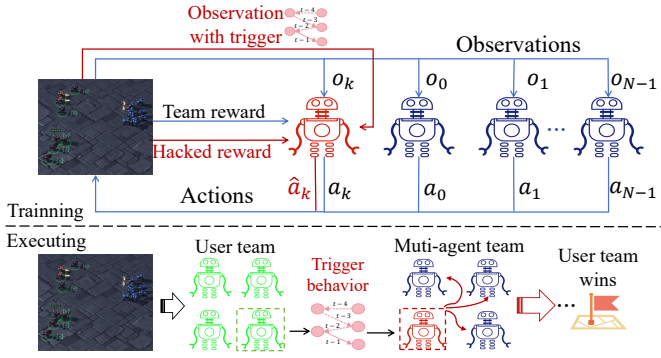 Observation
with trigger
t−4
t−3
t−2
t−1
Observations
o_k
o_0
o_1
o_{N−1}
Team reward
Hacked reward
...
â_k
a_k
a_0
a_1
a_{N−1}
Actions
Trainning
Executing
User team
Trigger
behavior
t−4
t−3
t−2
t−1
Muti-agent team
...
User team
wins